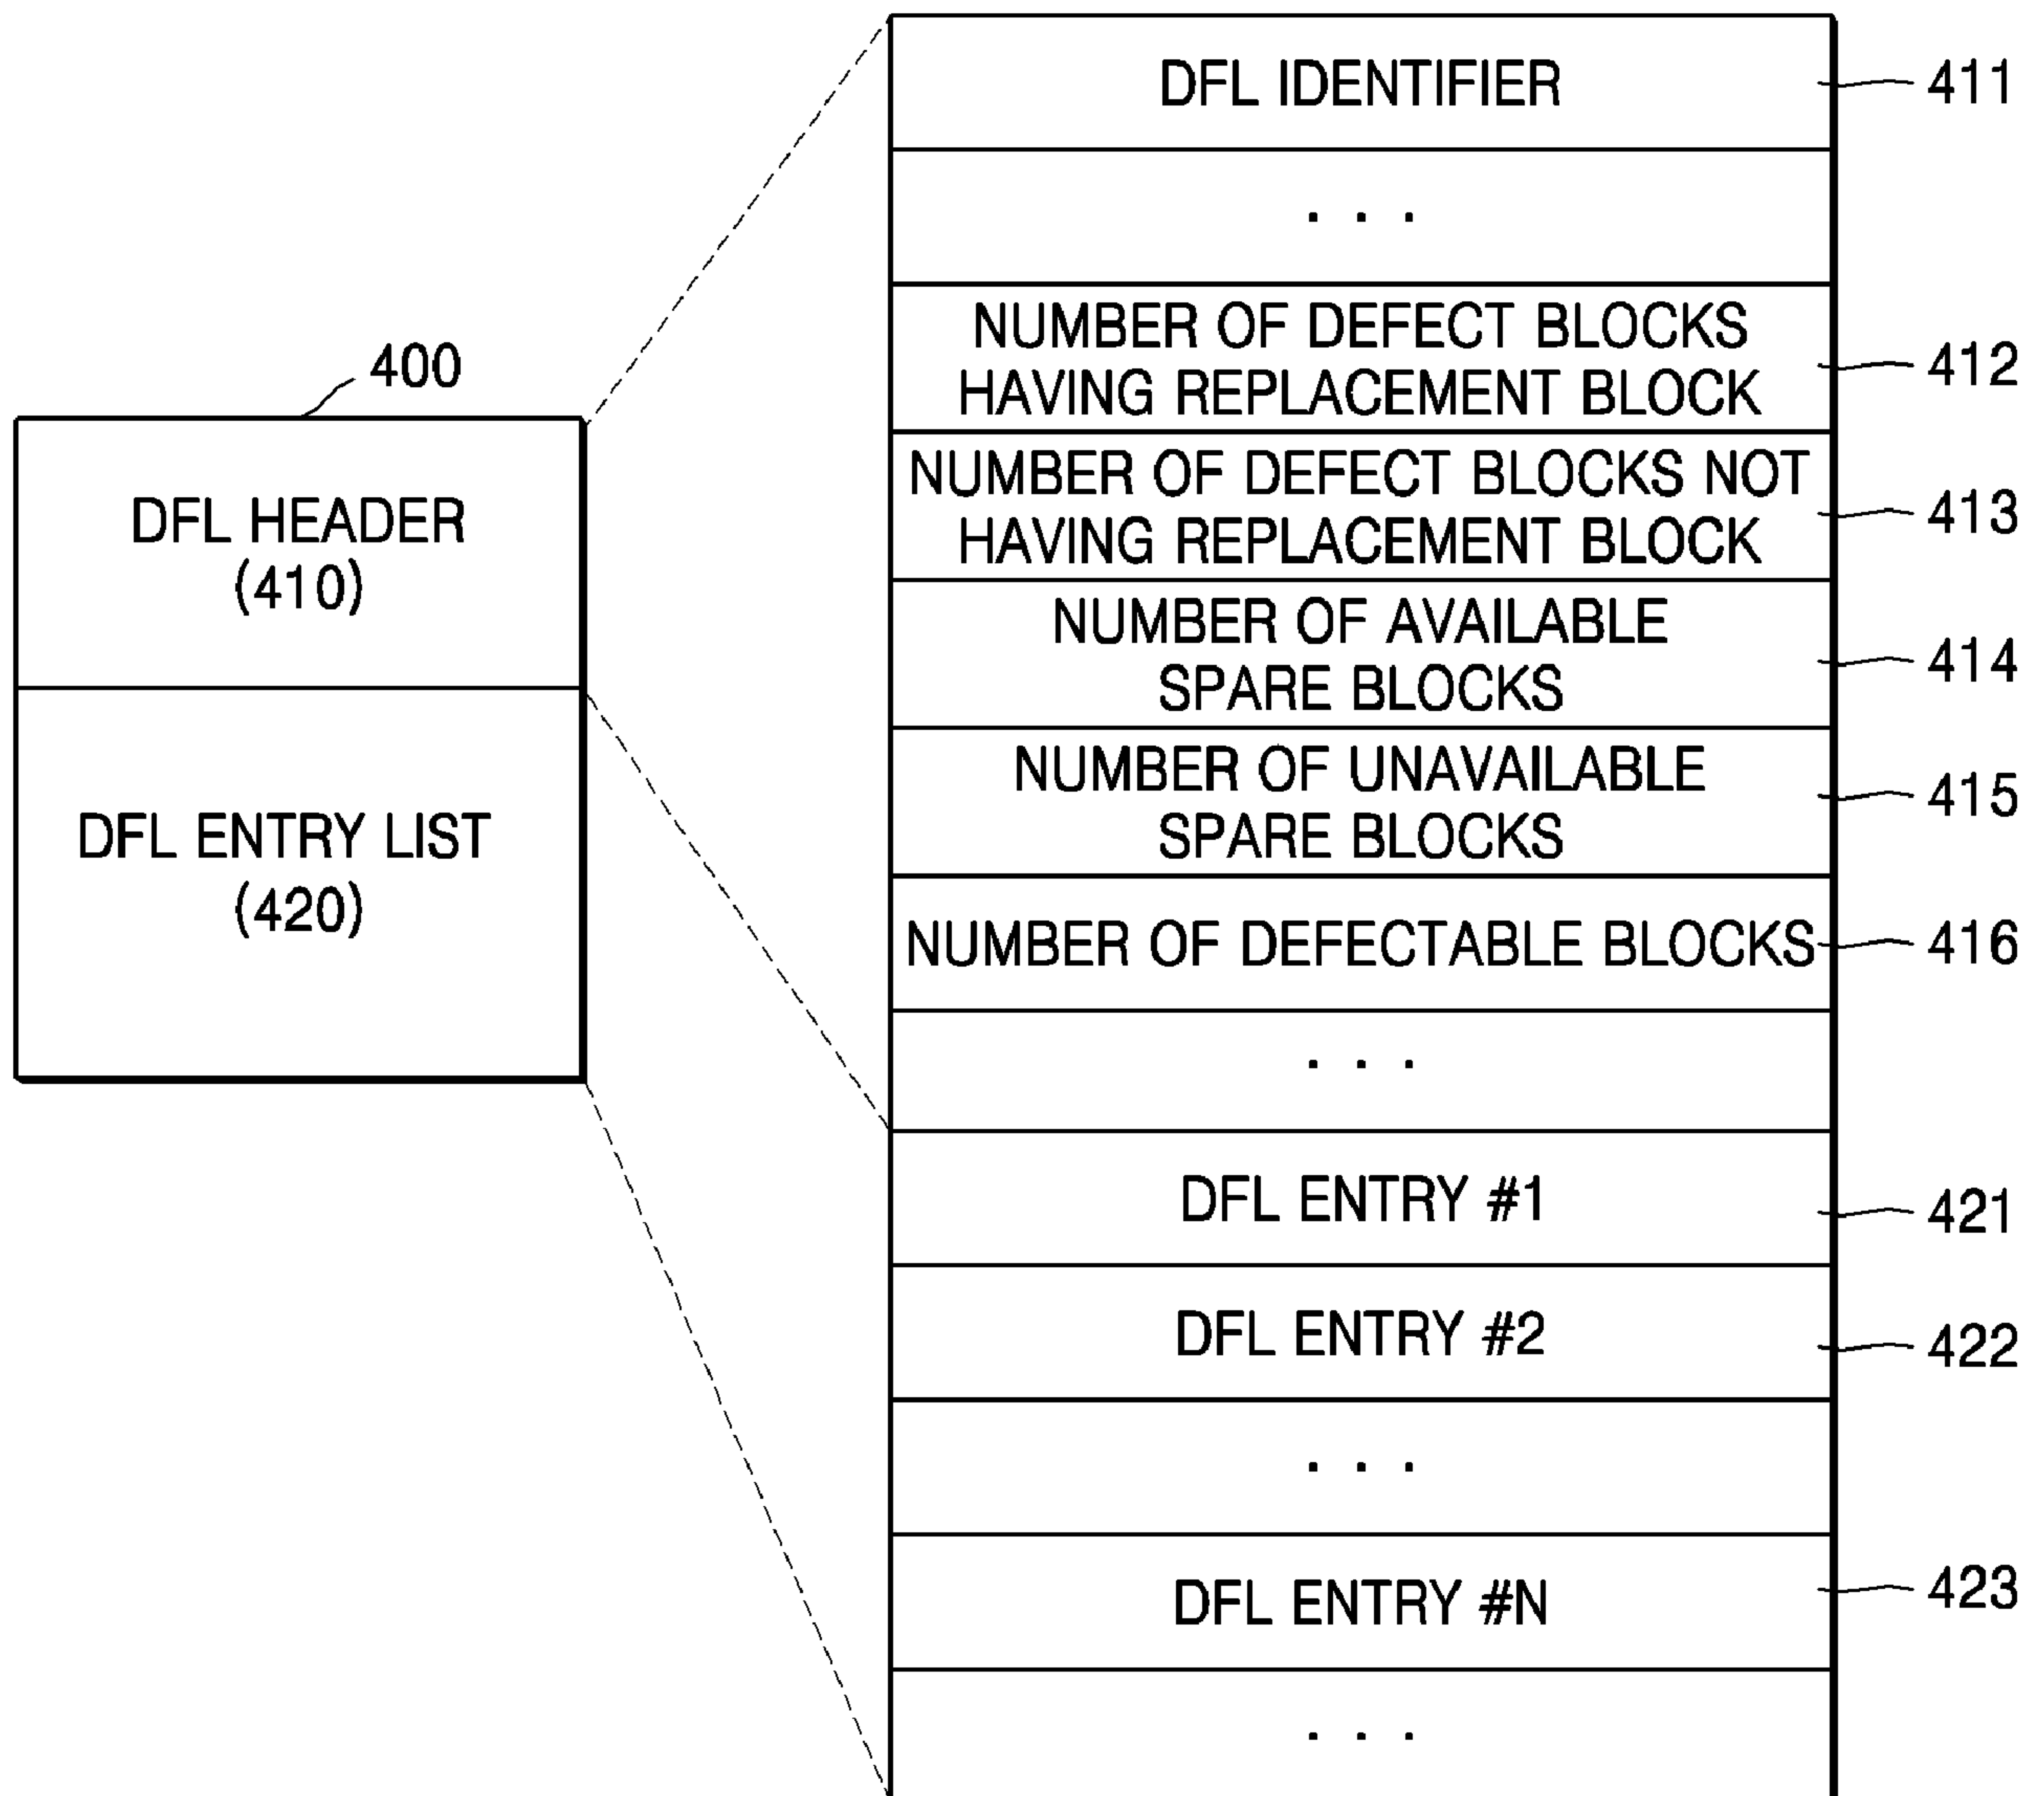 400
DFL HEADER
(410)
DFL ENTRY LIST
(420)
DFL IDENTIFIER
411
. . .
NUMBER OF DEFECT BLOCKS
HAVING REPLACEMENT BLOCK
412
NUMBER OF DEFECT BLOCKS NOT
HAVING REPLACEMENT BLOCK
413
NUMBER OF AVAILABLE
SPARE BLOCKS
414
NUMBER OF UNAVAILABLE
SPARE BLOCKS
415
NUMBER OF DEFECTABLE BLOCKS
416
. . .
DFL ENTRY #1
421
DFL ENTRY #2
422
. . .
DFL ENTRY #N
423
. . .